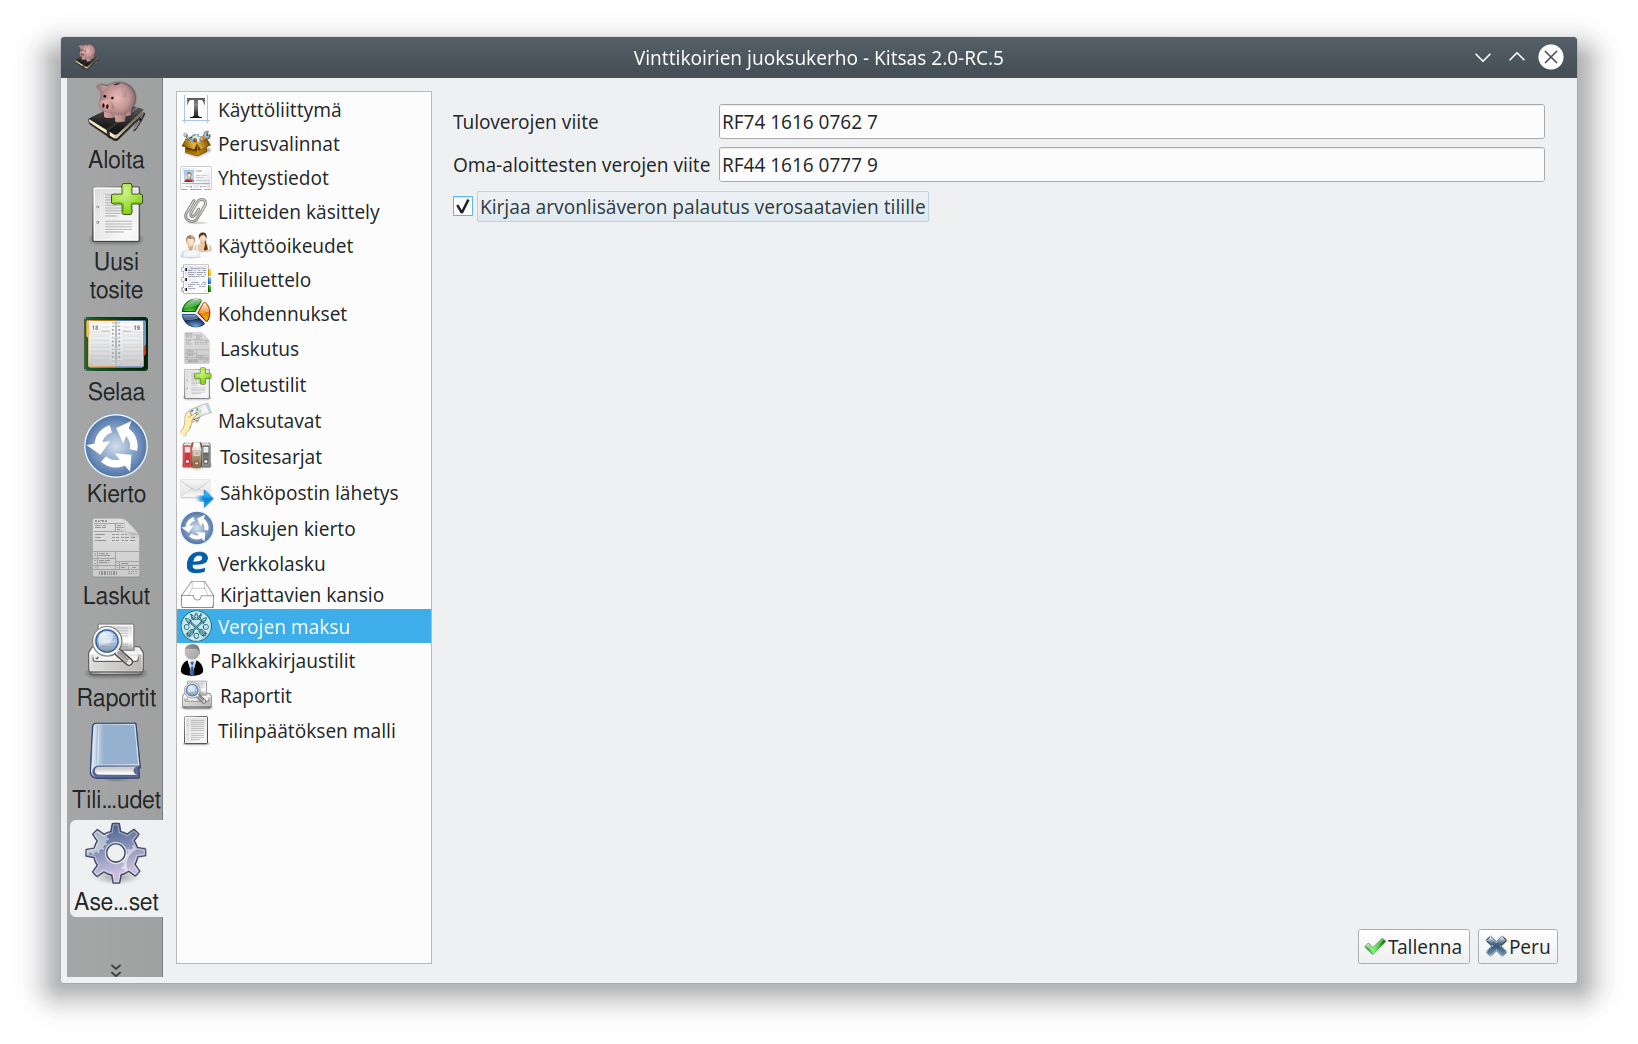 Vinttikoirien juoksukerho - Kitsas 2.0-RC.5
Aloita
Uusi
tosite
Selaa
Kierto
Laskut
Raportit
Tili...udet
Ase...set
Käyttöliittymä
Perusvalinnat
Yhteystiedot
Liitteiden käsittely
Käyttöoikeudet
Tililuettelo
Kohdennukset
Laskutus
Oletustilit
Maksutavat
Tositesarjat
Sähköpostin lähetys
Laskujen kierto
Verkkolasku
Kirjattavien kansio
Verojen maksu
Palkkakirjaustilit
Raportit
Tilinpäätöksen malli
Tuloverojen viite RF74 1616 0762 7
Oma-aloittesten verojen viite RF44 1616 0777 9
Kirjaa arvonlisäveron palautus verosaatavien tilille
Tallenna Peru